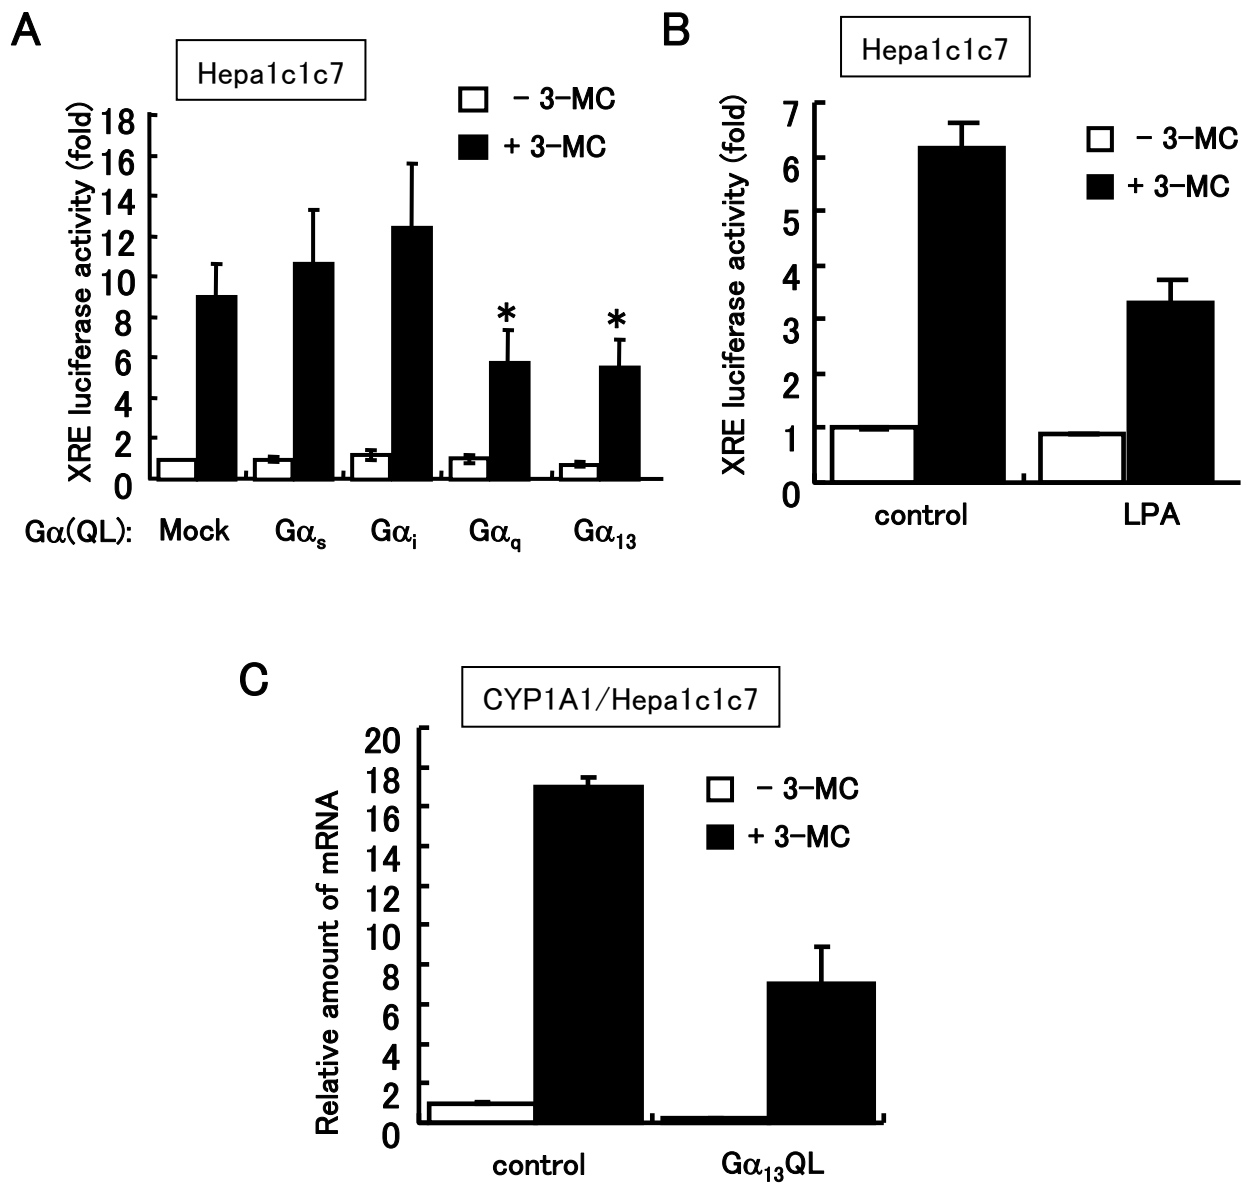 A
Hepa1c1c7
- 3-MC
+ 3-MC
XRE luciferase activity (fold)
18
16
14
12
10
8
6
4
2
0
* *
Gα(QL): Mock Gαs Gαi Gαq Gα13
B
Hepa1c1c7
- 3-MC
+ 3-MC
XRE luciferase activity (fold)
7
6
5
4
3
2
1
0
control LPA
C
CYP1A1/Hepa1c1c7
- 3-MC
+ 3-MC
Relative amount of mRNA
20
18
16
14
12
10
8
6
4
2
0
control Gα13QL